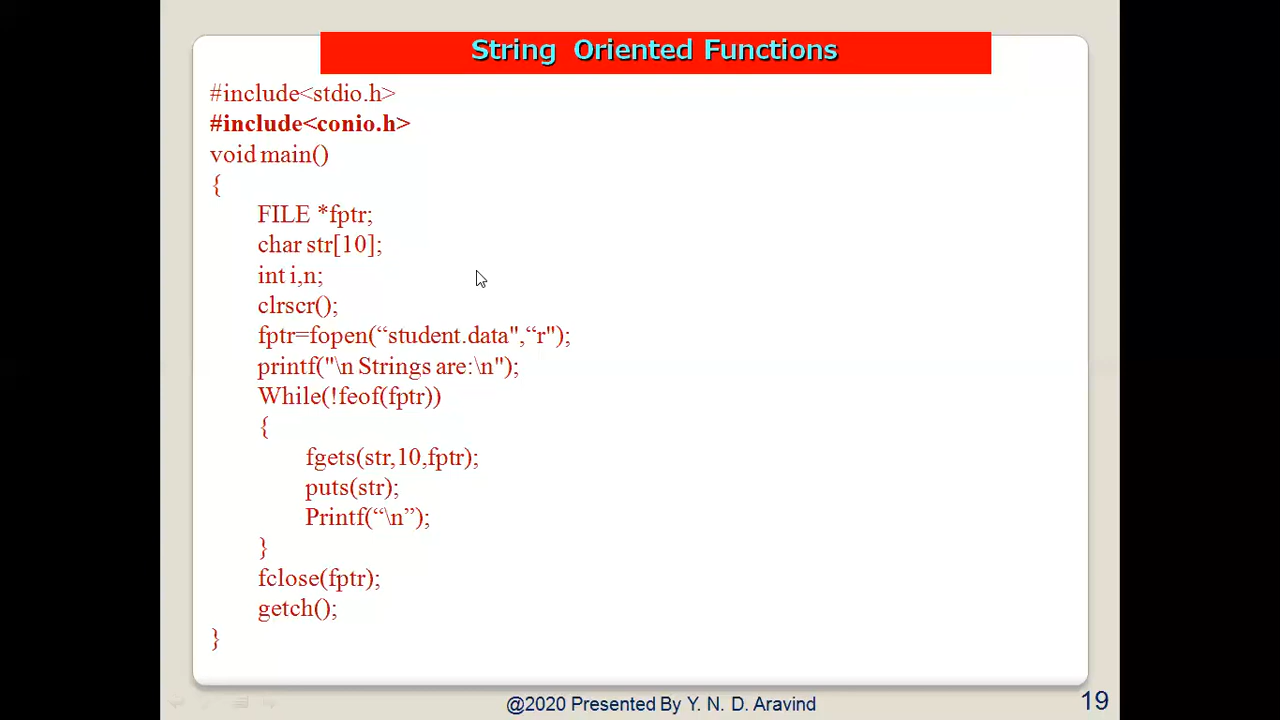 String Oriented Functions
#include<stdio.h>
#include<conio.h>
void main()
{
FILE *fptr;
char str[10];
int i,n;
clrscr();
fptr=fopen(“student.data",“r");
printf("\n Strings are:\n");
While(!feof(fptr))
{
fgets(str,10,fptr);
puts(str);
Printf(“\n”);
}
fclose(fptr);
getch();
}
@2020 Presented By Y. N. D. Aravind
19